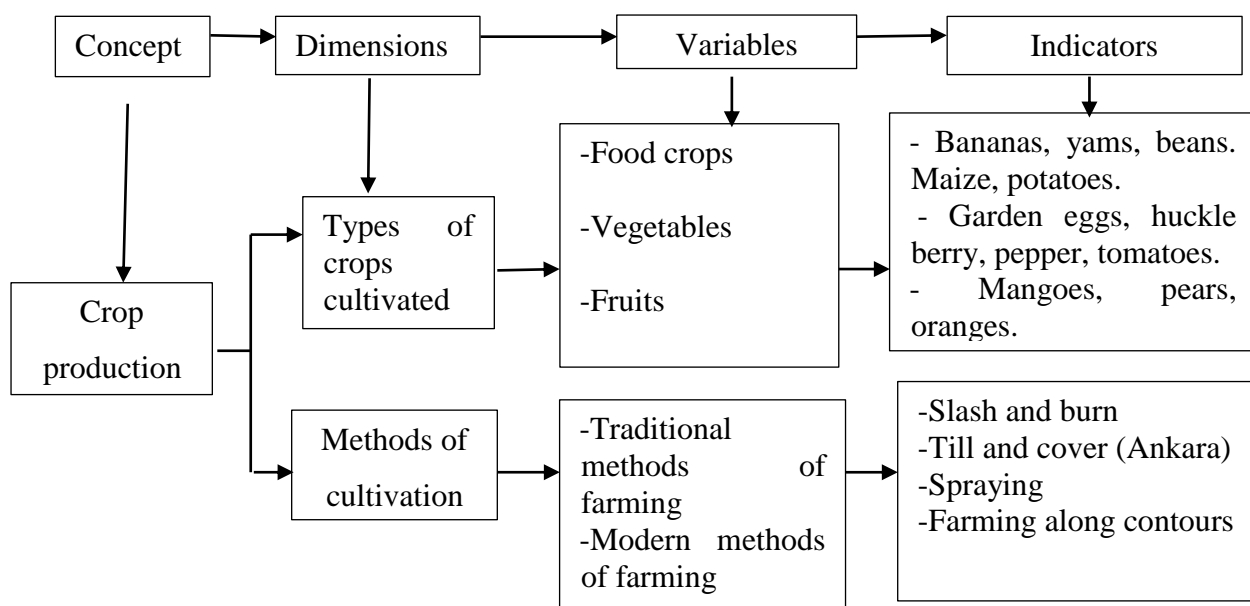 Concept
Dimensions
Variables
Indicators
Crop
production
Types of
crops
cultivated
-Food crops
-Vegetables
-Fruits
- Bananas, yams, beans.
Maize, potatoes.
- Garden eggs, huckle
berry, pepper, tomatoes.
- Mangoes, pears,
oranges.
Methods of
cultivation
-Traditional
methods of
farming
-Modern methods
of farming
-Slash and burn
-Till and cover (Ankara)
-Spraying
-Farming along contours